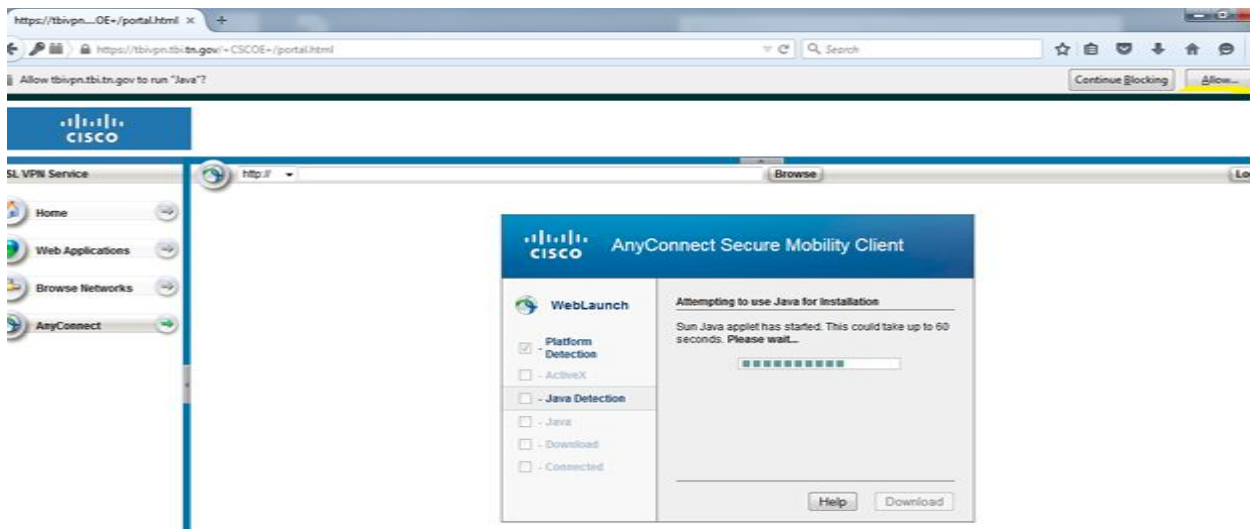 https://tbivpn....OE+/portal.html × +
https://tbivpn.tbi.tn.gov/+CSCOE+/portal.html
Search
Allow tbivpn.tbi.tn.gov to run "Java"?
Continue Blocking
Allow...
CISCO
SL VPN Service
http://
Browse
Lo
Home
Web Applications
Browse Networks
AnyConnect
CISCO AnyConnect Secure Mobility Client
WebLaunch
- Platform
Detection
- ActiveX
- Java Detection
- Java
- Download
- Connected
Attempting to use Java for Installation
Sun Java applet has started. This could take up to 60
seconds. Please wait...
Help
Download